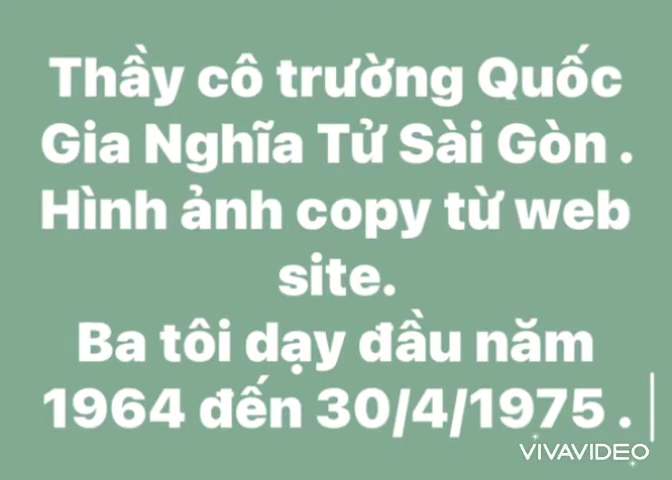 Thầy cô trường Quốc
Gia Nghĩa Tử Sài Gòn .
Hình ảnh copy từ web
site.
Ba tôi dạy đầu năm
1964 đến 30/4/1975 .
VIVAVIDEO